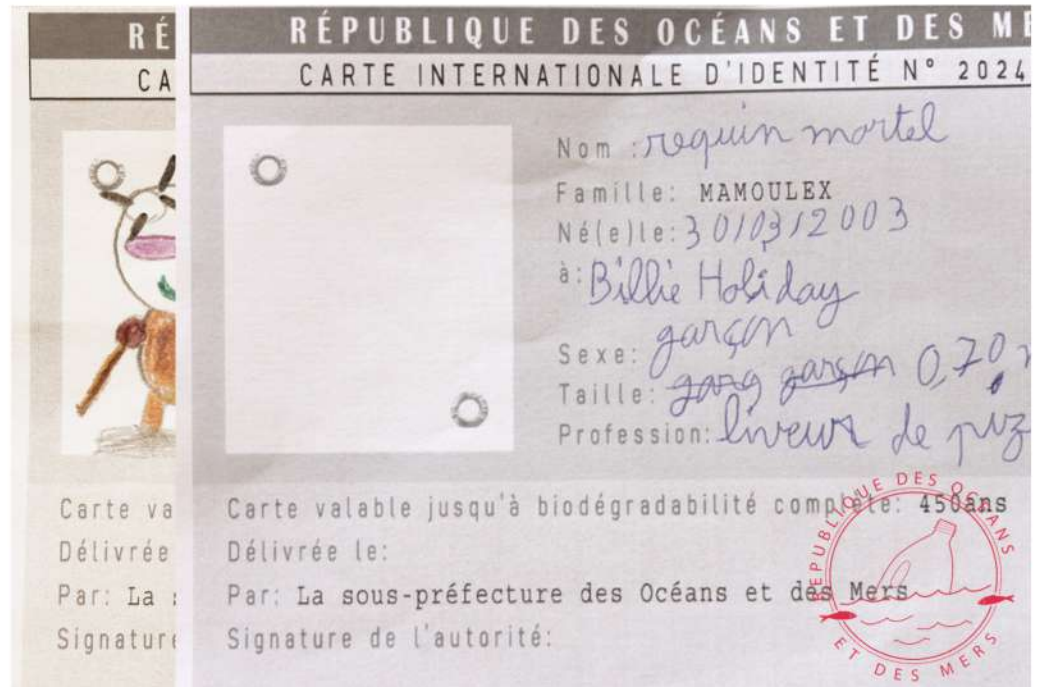 RÉ
CA
Carte va
Délivrée
Par: La s
Signature
RÉPUBLIQUE DES OCÉANS ET DES ME
CARTE INTERNATIONALE D'IDENTITÉ N° 2024
Nom : requin mortel
Famille: MAMOULEX
Né(e)le: 30/03/2003
à: Billie Holiday
Sexe: garçon
Taille: garç garçon 0,70
Profession: liveur de piz
Carte valable jusqu'à biodégradabilité complète: 450ans
Délivrée le:
Par: La sous-préfecture des Océans et des Mers
Signature de l'autorité:
RÉPUBLIQUE DES OCÉANS
ET DES MERS